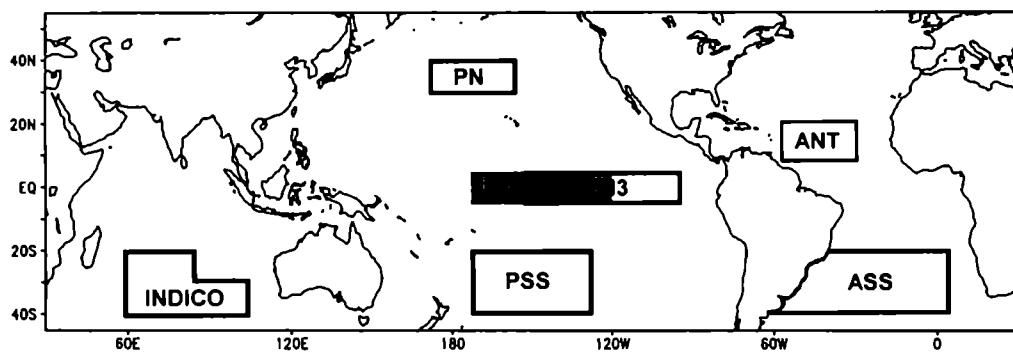 40N
PN
20N
ANT
EQ
3
20S
INDICO
PSS
ASS
40S
60E
120E
180
120W
60W
0